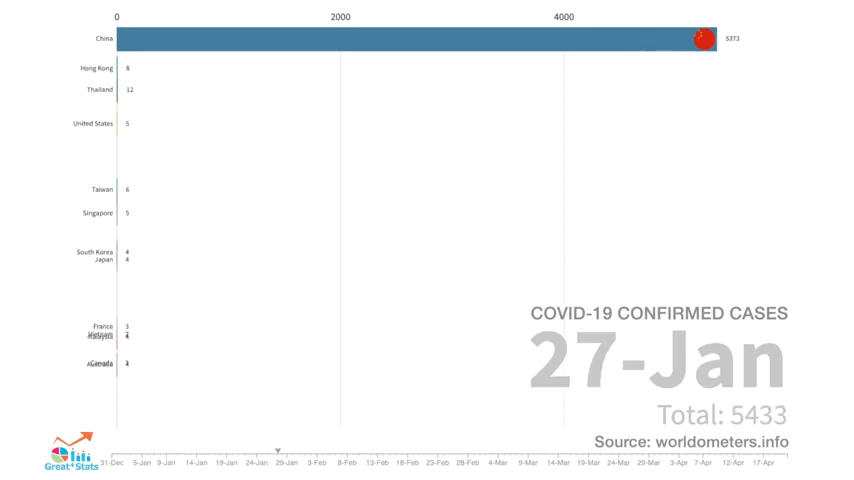 0 2000 4000
China 5373
Hong Kong 8
Thailand 12
United States 5
Taiwan 6
Singapore 5
South Korea 4
Japan 4
France 3
COVID-19 CONFIRMED CASES
27-Jan
Total: 5433
Source: worldometers.info
Great Stats
31-Dec 5-Jan 9-Jan 14-Jan 19-Jan 24-Jan 29-Jan 3-Feb 8-Feb 13-Feb 18-Feb 23-Feb 28-Feb 4-Mar 9-Mar 14-Mar 19-Mar 24-Mar 29-Mar 3-Apr 7-Apr 12-Apr 17-Apr